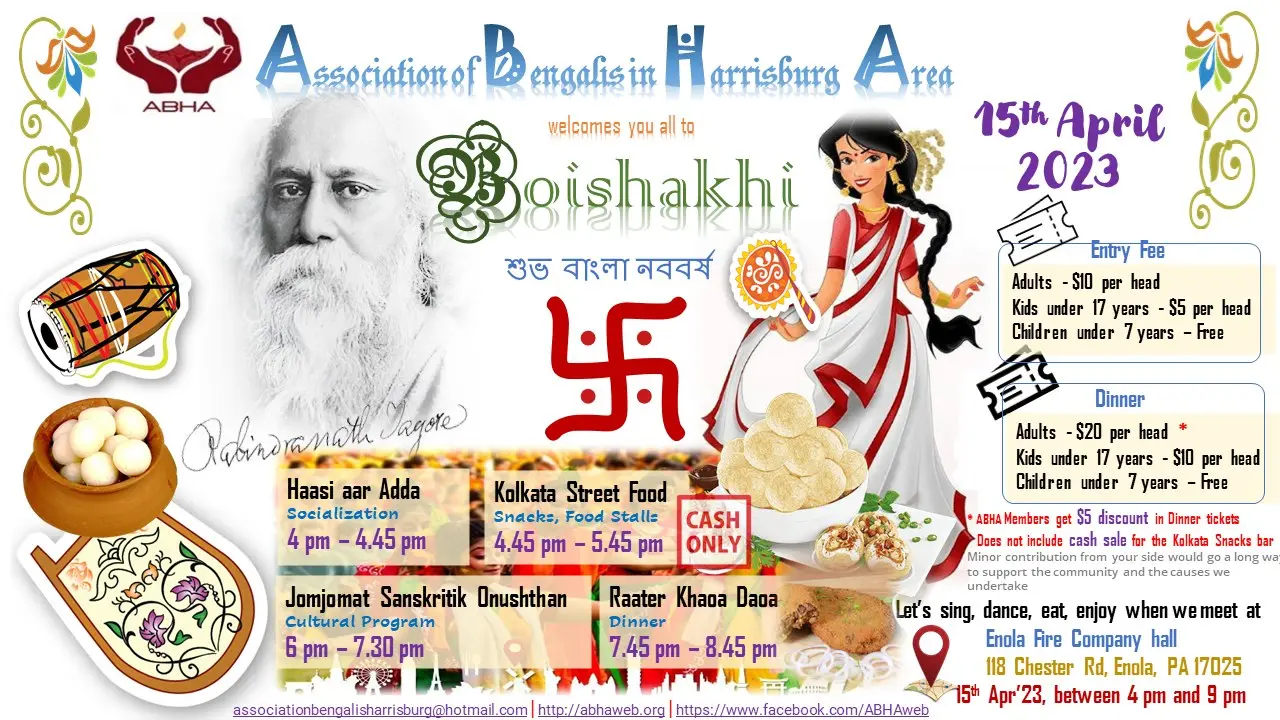 ABHA
Association of Bengalis in Harrisburg Area
welcomes you all to
Boishakhi
শুভ বাংলা নববর্ষ
15th April
2023
Entry Fee
Adults - $10 per head
Kids under 17 years - $5 per head
Children under 7 years – Free
Dinner
Adults - $20 per head *
Kids under 17 years - $10 per head
Children under 7 years – Free
* ABHA Members get $5 discount in Dinner tickets
* Does not include cash sale for the Kolkata Snacks bar
Minor contribution from your side would go a long way
to support the community and the causes we
undertake
Rabindranath Tagore
Haasi aar Adda
Socialization
4 pm – 4.45 pm
Kolkata Street Food
Snacks, Food Stalls
4.45 pm – 5.45 pm
CASH
ONLY
Jomjomat Sanskritik Onushthan
Cultural Program
6 pm – 7.30 pm
Raater Khaoa Daoa
Dinner
7.45 pm – 8.45 pm
Let's sing, dance, eat, enjoy when we meet at
Enola Fire Company hall
118 Chester Rd, Enola, PA 17025
15th Apr'23, between 4 pm and 9 pm
associationbengalisharrisburg@hotmail.com | http://abhaweb.org | https://www.facebook.com/ABHAweb